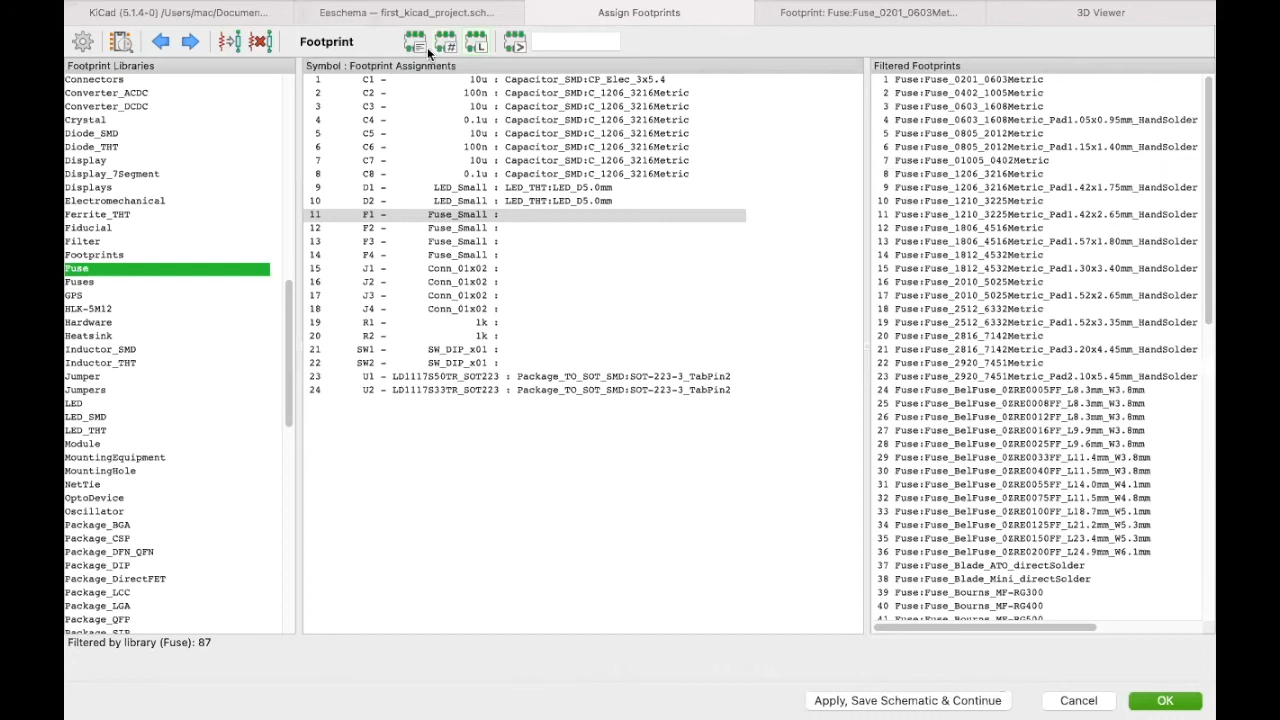 KiCad (5.1.4-0) /Users/mac/Documen...
Eeschema — first_kicad_project.sch...
Assign Footprints
Footprint: Fuse:Fuse_0201_0603Met...
3D Viewer
Footprint
Footprint Libraries
Connectors
Converter_ACDC
Converter_DCDC
Crystal
Diode_SMD
Diode_THT
Display
Display_7Segment
Displays
Electromechanical
Ferrite_THT
Fiducial
Filter
Footprints
Fuse
Fuses
GPS
HLK-5M12
Hardware
Heatsink
Inductor_SMD
Inductor_THT
Jumper
Jumpers
LED
LED_SMD
LED_THT
Module
MountingEquipment
MountingHole
NetTie
OptoDevice
Oscillator
Package_BGA
Package_CSP
Package_DFN_QFN
Package_DIP
Package_DirectFET
Package_LCC
Package_LGA
Package_QFP
Package_SIP
Symbol : Footprint Assignments
1 C1 - 10u : Capacitor_SMD:CP_Elec_3x5.4
2 C2 - 100n : Capacitor_SMD:C_1206_3216Metric
3 C3 - 10u : Capacitor_SMD:C_1206_3216Metric
4 C4 - 0.1u : Capacitor_SMD:C_1206_3216Metric
5 C5 - 10u : Capacitor_SMD:C_1206_3216Metric
6 C6 - 100n : Capacitor_SMD:C_1206_3216Metric
7 C7 - 10u : Capacitor_SMD:C_1206_3216Metric
8 C8 - 0.1u : Capacitor_SMD:C_1206_3216Metric
9 D1 - LED_Small : LED_THT:LED_D5.0mm
10 D2 - LED_Small : LED_THT:LED_D5.0mm
11 F1 - Fuse_Small :
12 F2 - Fuse_Small :
13 F3 - Fuse_Small :
14 F4 - Fuse_Small :
15 J1 - Conn_01x02 :
16 J2 - Conn_01x02 :
17 J3 - Conn_01x02 :
18 J4 - Conn_01x02 :
19 R1 - 1k :
20 R2 - 1k :
21 SW1 - SW_DIP_x01 :
22 SW2 - SW_DIP_x01 :
23 U1 - LD1117S50TR_SOT223 : Package_TO_SOT_SMD:SOT-223-3_TabPin2
24 U2 - LD1117S33TR_SOT223 : Package_TO_SOT_SMD:SOT-223-3_TabPin2
Filtered Footprints
1 Fuse:Fuse_0201_0603Metric
2 Fuse:Fuse_0402_1005Metric
3 Fuse:Fuse_0603_1608Metric
4 Fuse:Fuse_0603_1608Metric_Pad1.05x0.95mm_HandSolder
5 Fuse:Fuse_0805_2012Metric
6 Fuse:Fuse_0805_2012Metric_Pad1.15x1.40mm_HandSolder
7 Fuse:Fuse_01005_0402Metric
8 Fuse:Fuse_1206_3216Metric
9 Fuse:Fuse_1206_3216Metric_Pad1.42x1.75mm_HandSolder
10 Fuse:Fuse_1210_3225Metric
11 Fuse:Fuse_1210_3225Metric_Pad1.42x2.65mm_HandSolder
12 Fuse:Fuse_1806_4516Metric
13 Fuse:Fuse_1806_4516Metric_Pad1.57x1.80mm_HandSolder
14 Fuse:Fuse_1812_4532Metric
15 Fuse:Fuse_1812_4532Metric_Pad1.30x3.40mm_HandSolder
16 Fuse:Fuse_2010_5025Metric
17 Fuse:Fuse_2010_5025Metric_Pad1.52x2.65mm_HandSolder
18 Fuse:Fuse_2512_6332Metric
19 Fuse:Fuse_2512_6332Metric_Pad1.52x3.35mm_HandSolder
20 Fuse:Fuse_2816_7142Metric
21 Fuse:Fuse_2816_7142Metric_Pad3.20x4.45mm_HandSolder
22 Fuse:Fuse_2920_7451Metric
23 Fuse:Fuse_2920_7451Metric_Pad2.10x5.45mm_HandSolder
24 Fuse:Fuse_BelFuse_0ZRE0005FF_L8.3mm_W3.8mm
25 Fuse:Fuse_BelFuse_0ZRE0008FF_L8.3mm_W3.8mm
26 Fuse:Fuse_BelFuse_0ZRE0012FF_L8.3mm_W3.8mm
27 Fuse:Fuse_BelFuse_0ZRE0016FF_L9.9mm_W3.8mm
28 Fuse:Fuse_BelFuse_0ZRE0025FF_L9.6mm_W3.8mm
29 Fuse:Fuse_BelFuse_0ZRE0033FF_L11.4mm_W3.8mm
30 Fuse:Fuse_BelFuse_0ZRE0040FF_L11.5mm_W3.8mm
31 Fuse:Fuse_BelFuse_0ZRE0055FF_L14.0mm_W4.1mm
32 Fuse:Fuse_BelFuse_0ZRE0075FF_L11.5mm_W4.8mm
33 Fuse:Fuse_BelFuse_0ZRE0100FF_L18.7mm_W5.1mm
34 Fuse:Fuse_BelFuse_0ZRE0125FF_L21.2mm_W5.3mm
35 Fuse:Fuse_BelFuse_0ZRE0150FF_L23.4mm_W5.3mm
36 Fuse:Fuse_BelFuse_0ZRE0200FF_L24.9mm_W6.1mm
37 Fuse:Fuse_Blade_ATO_directSolder
38 Fuse:Fuse_Blade_Mini_directSolder
39 Fuse:Fuse_Bourns_MF-RG300
40 Fuse:Fuse_Bourns_MF-RG400
41 Fuse:Fuse_Bourns_MF-RG500
Filtered by library (Fuse): 87
Apply, Save Schematic & Continue
Cancel
OK